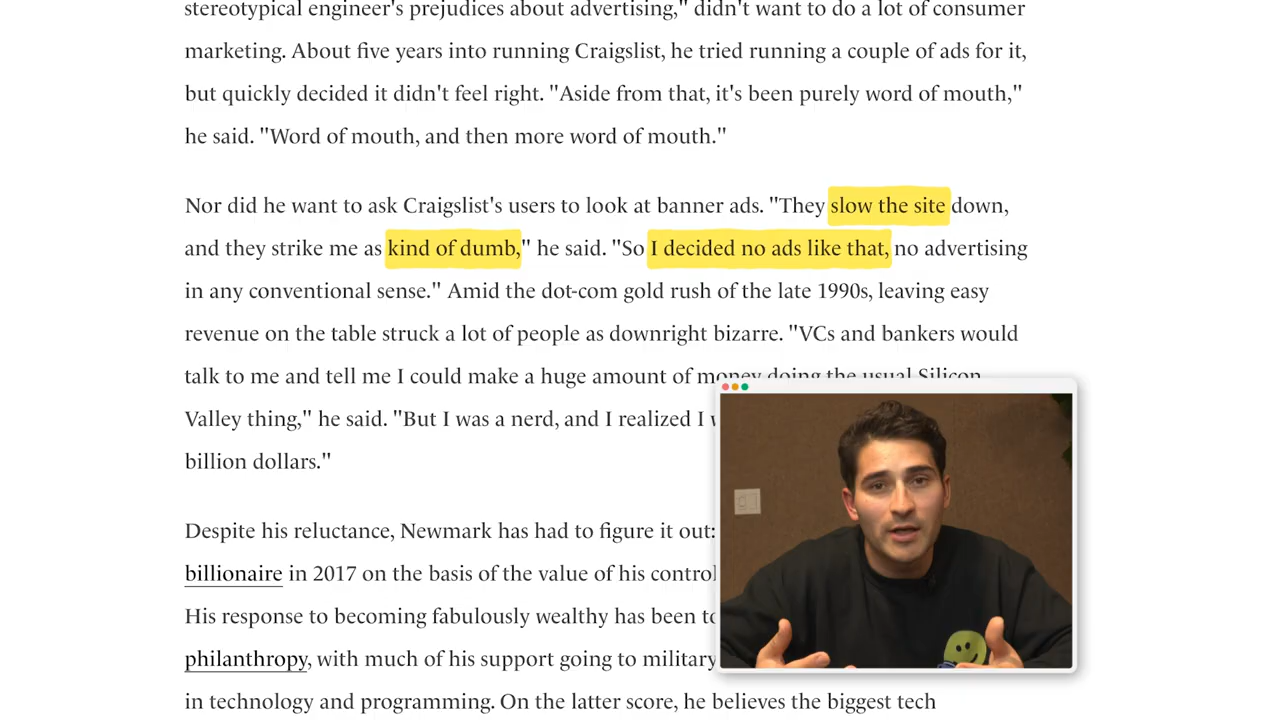 stereotypical engineer's prejudices about advertising," didn't want to do a lot of consumer
marketing. About five years into running Craigslist, he tried running a couple of ads for it,
but quickly decided it didn't feel right. "Aside from that, it's been purely word of mouth,"
he said. "Word of mouth, and then more word of mouth."
Nor did he want to ask Craigslist's users to look at banner ads. "They slow the site down,
and they strike me as kind of dumb," he said. "So I decided no ads like that, no advertising
in any conventional sense." Amid the dot-com gold rush of the late 1990s, leaving easy
revenue on the table struck a lot of people as downright bizarre. "VCs and bankers would
talk to me and tell me I could make a huge amount of money doing the usual Silicon
Valley thing," he said. "But I was a nerd, and I realized I
billion dollars."
Despite his reluctance, Newmark has had to figure it out:
billionaire in 2017 on the basis of the value of his
His response to becoming fabulously wealthy has been
philanthropy, with much of his support going to military
in technology and programming. On the latter score, he believes the biggest tech